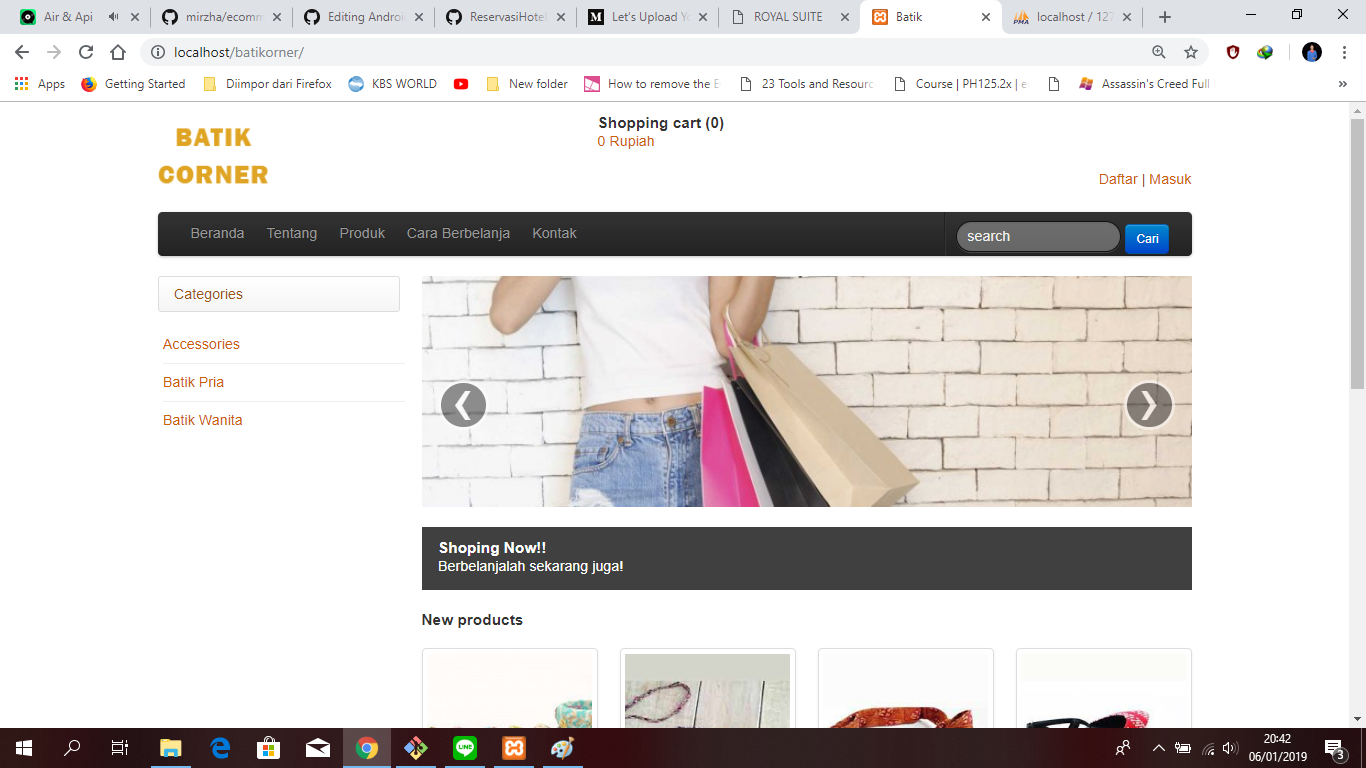 Air & Api
mirzha/ecomm
Editing Androi
ReservasiHotel
Let's Upload Yo
ROYAL SUITE
Batik
localhost / 127
localhost/batikorner/
Apps
Getting Started
Diimpor dari Firefox
KBS WORLD
New folder
How to remove the E
23 Tools and Resourc
Course | PH125.2x | e
Assassin's Creed Full
»
BATIK
CORNER
Shopping cart (0)
0 Rupiah
Daftar | Masuk
Beranda
Tentang
Produk
Cara Berbelanja
Kontak
search
Cari
Categories
Accessories
Batik Pria
Batik Wanita
Shoping Now!!
Berbelanjalah sekarang juga!
New products
20:42
06/01/2019
3